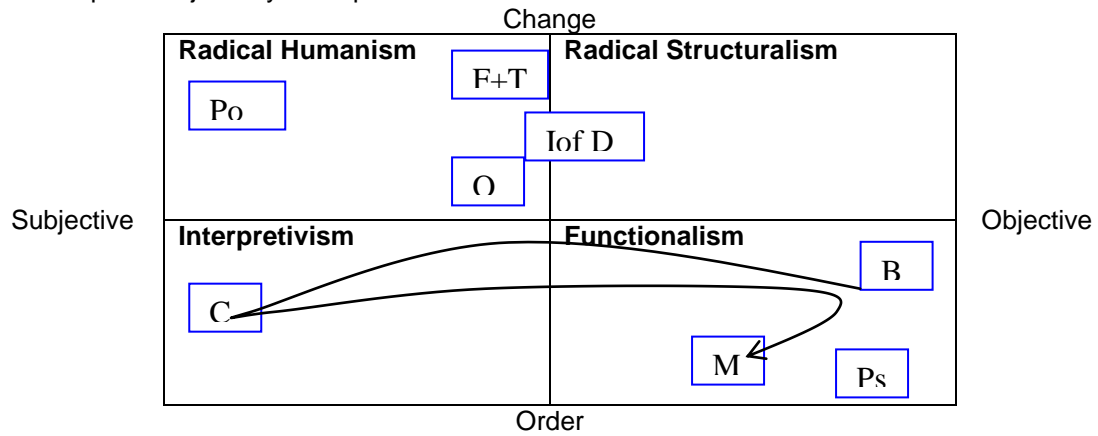 Change
Radical Humanism
Radical Structuralism
F+T
Po
Iof D
O
Subjective
Objective
Interpretivism
Functionalism
B
C
M
Ps
Order